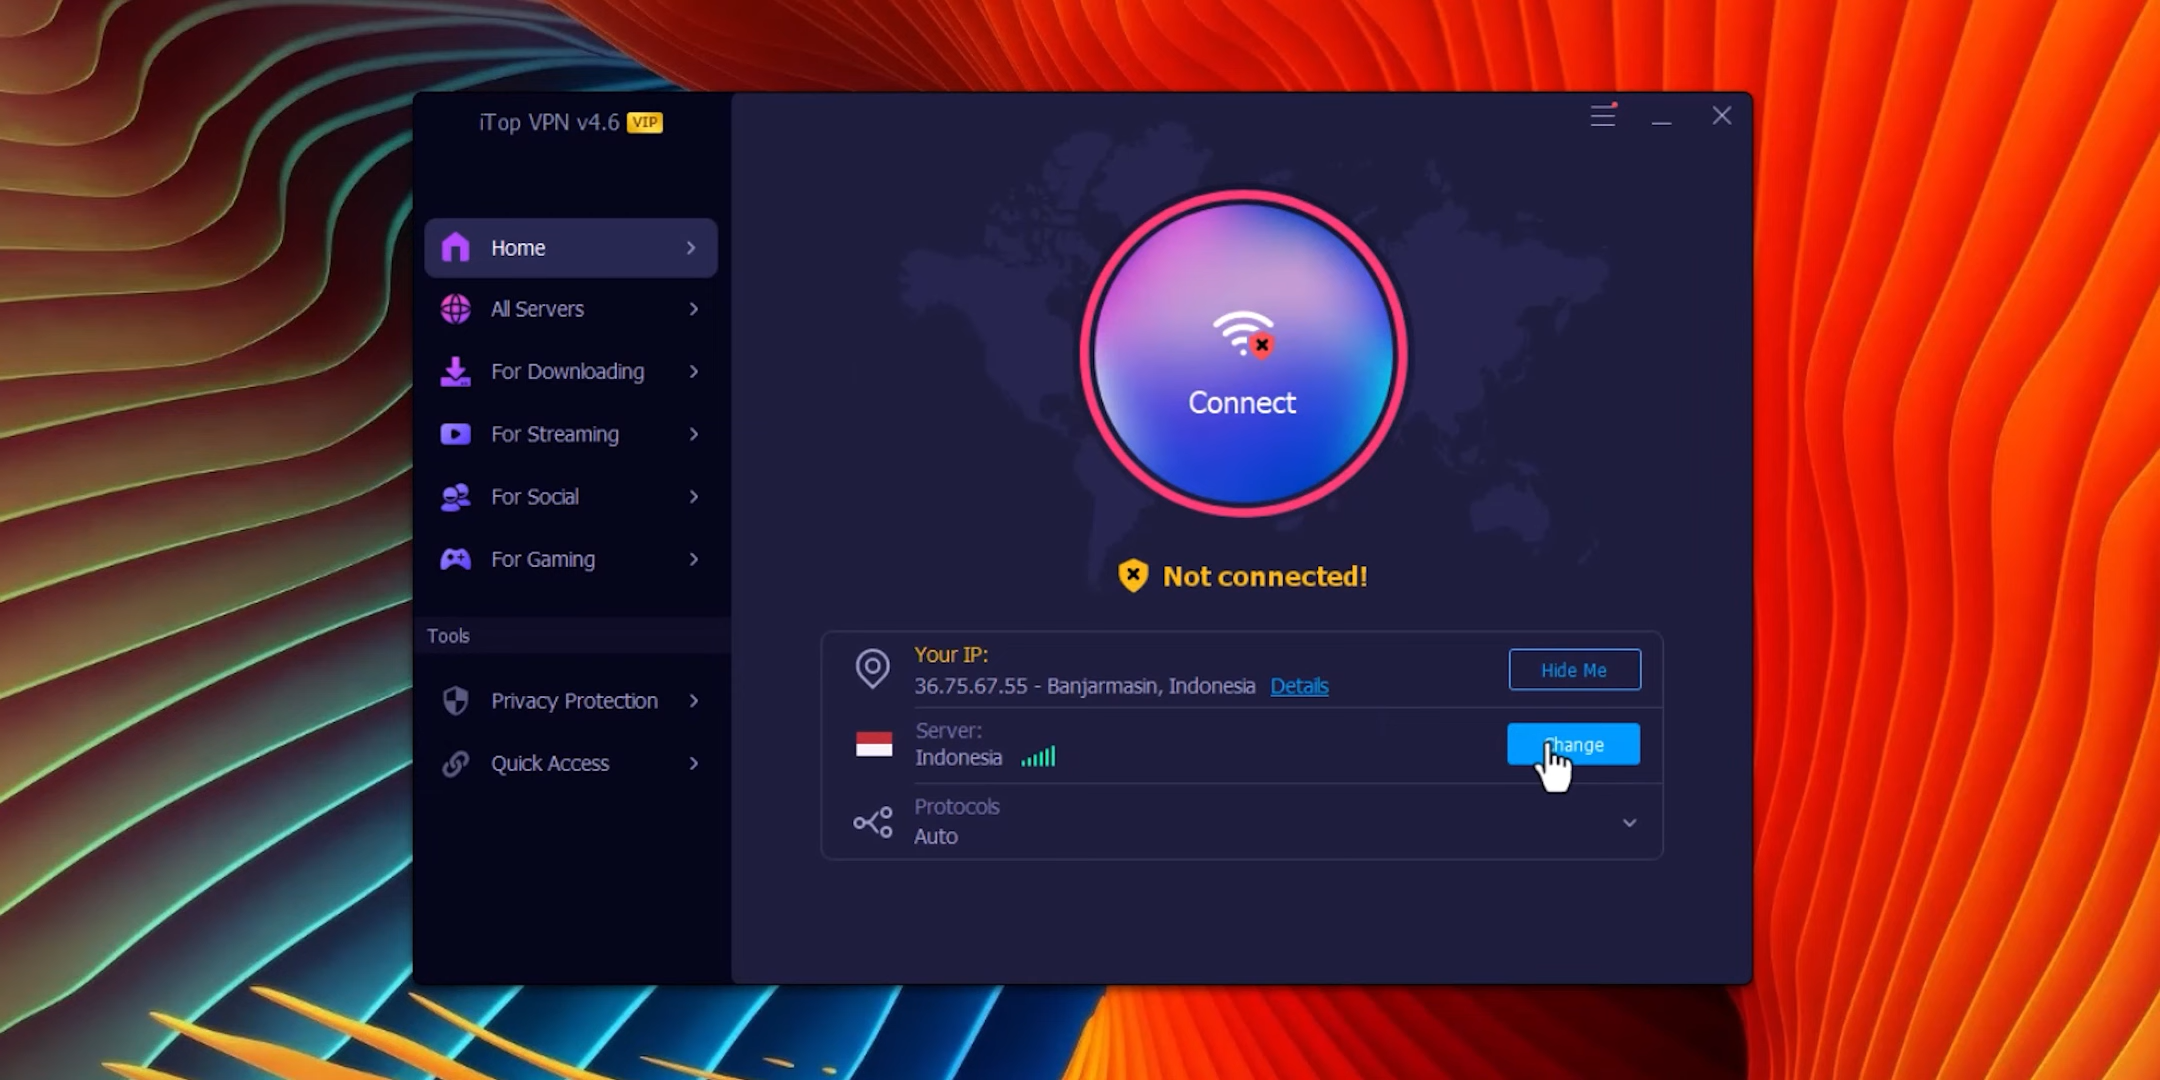 iTop VPN v4.6 VIP
Home
All Servers
For Downloading
For Streaming
For Social
For Gaming
Tools
Privacy Protection
Quick Access
Connect
Not connected!
Your IP:
36.75.67.55 - Banjarmasin, Indonesia Details
Hide Me
Server:
Indonesia
Change
Protocols
Auto